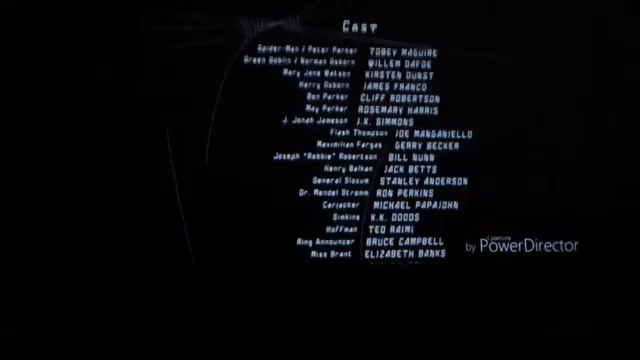 Cast
Spider-Man / Peter Parker TOBEY MAGUIRE
Green Goblin / Norman Osborn WILLEM DAFOE
Mary Jane Watson KIRSTEN DUNST
Harry Osborn JAMES FRANCO
Ben Parker CLIFF ROBERTSON
May Parker ROSEMARY HARRIS
J. Jonah Jameson J.K. SIMMONS
Flash Thompson JOE MANGANIELLO
Maximilian Fargas GERRY BECKER
Joseph "Robbie" Robertson BILL NUNN
Henry Balkan JACK BETTS
General Slocum STANLEY ANDERSON
Dr. Mendel Stromm RON PERKINS
Carjacker MICHAEL PAPAJOHN
Simkins K.K. DODDS
Hoffman TED RAIMI
Ring Announcer BRUCE CAMPBELL
Miss Brant ELIZABETH BANKS
CyberLink
by PowerDirector